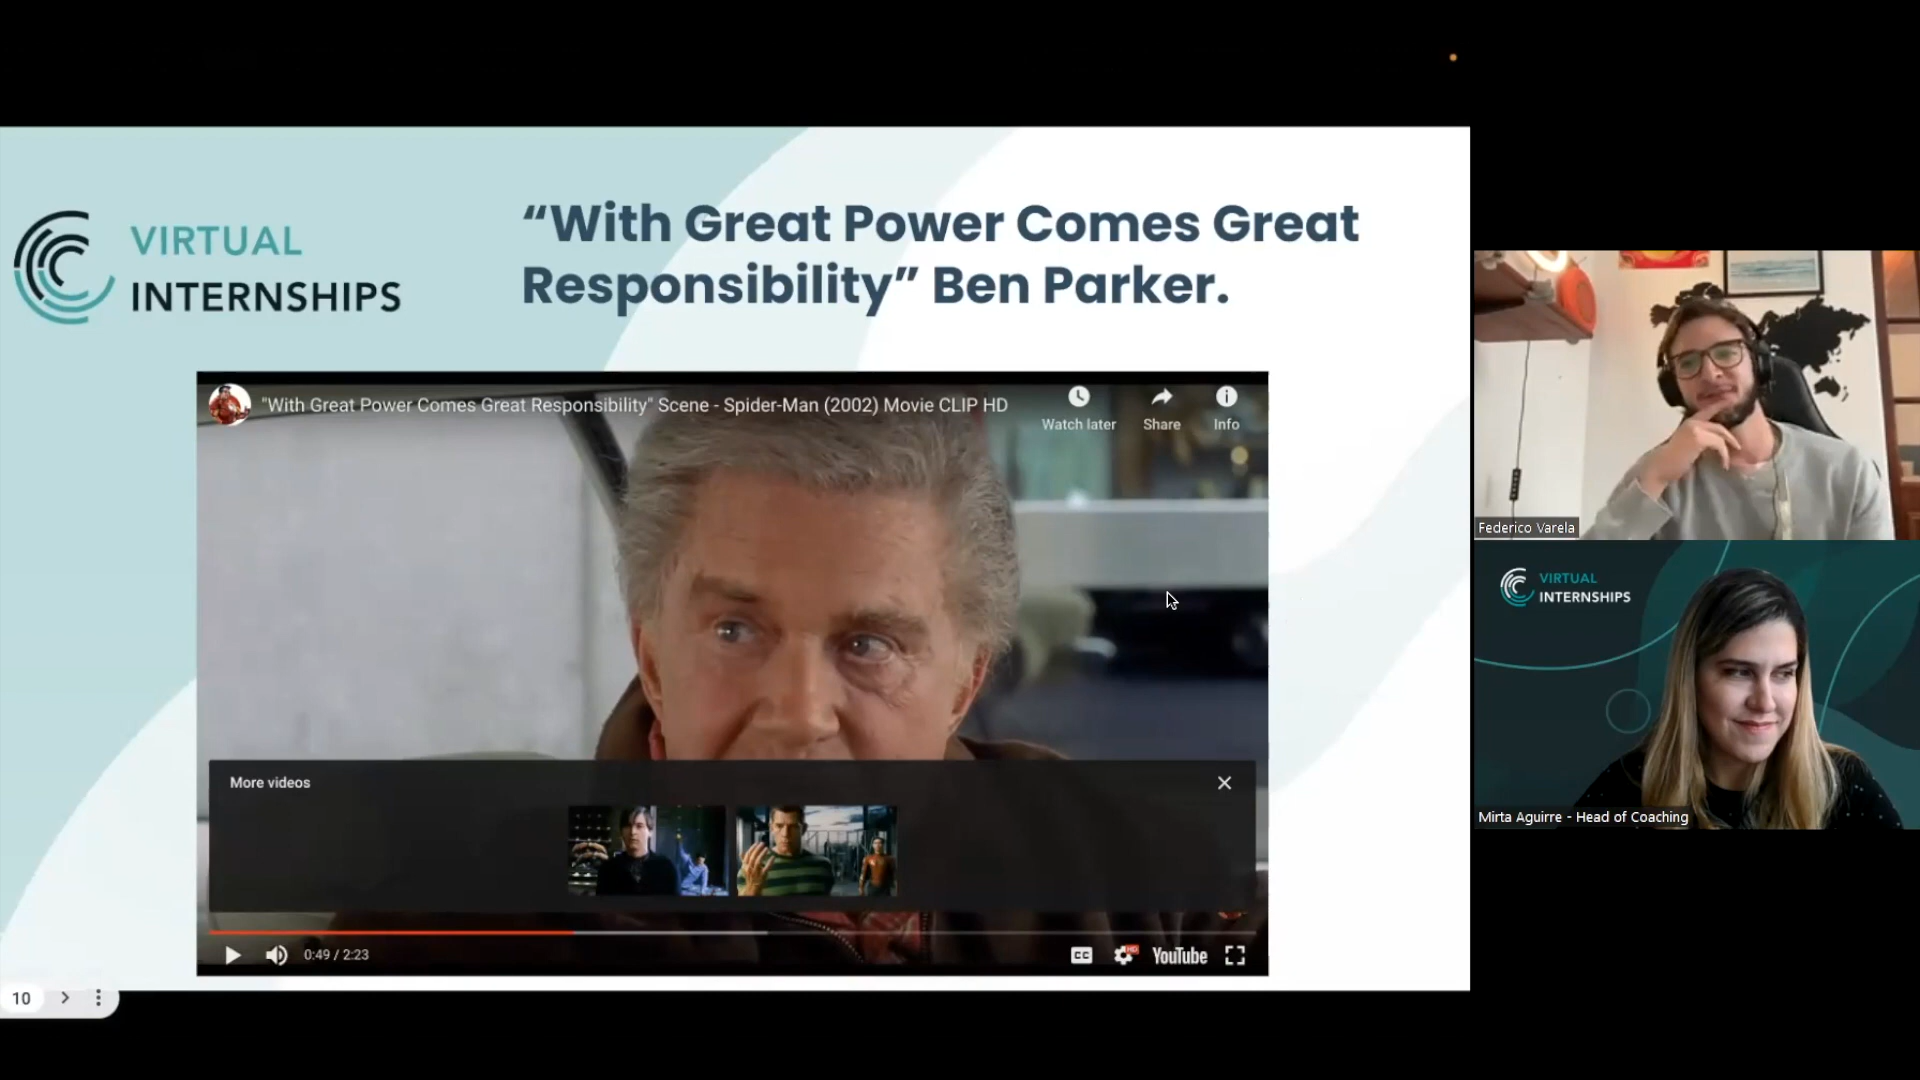 VIRTUAL
INTERNSHIPS
“With Great Power Comes Great
Responsibility” Ben Parker.
"With Great Power Comes Great Responsibility" Scene - Spider-Man (2002) Movie CLIP HD
Watch later
Share
Info
More videos
0:49 / 2:23
CC
HD
YouTube
10
Federico Varela
VIRTUAL
INTERNSHIPS
Mirta Aguirre - Head of Coaching